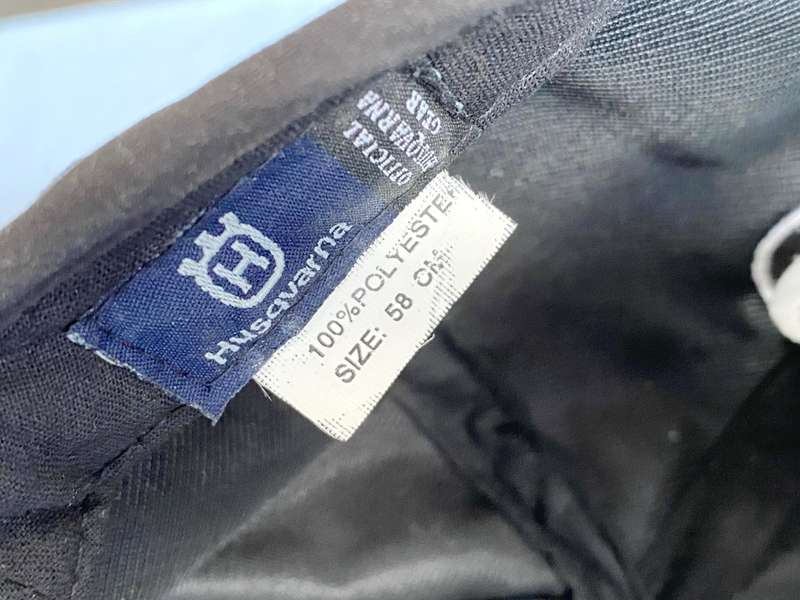 OFFICIAL
HUSQVARNA
GEAR
H
Husqvarna
100%POLYESTER
SIZE: 58 CM